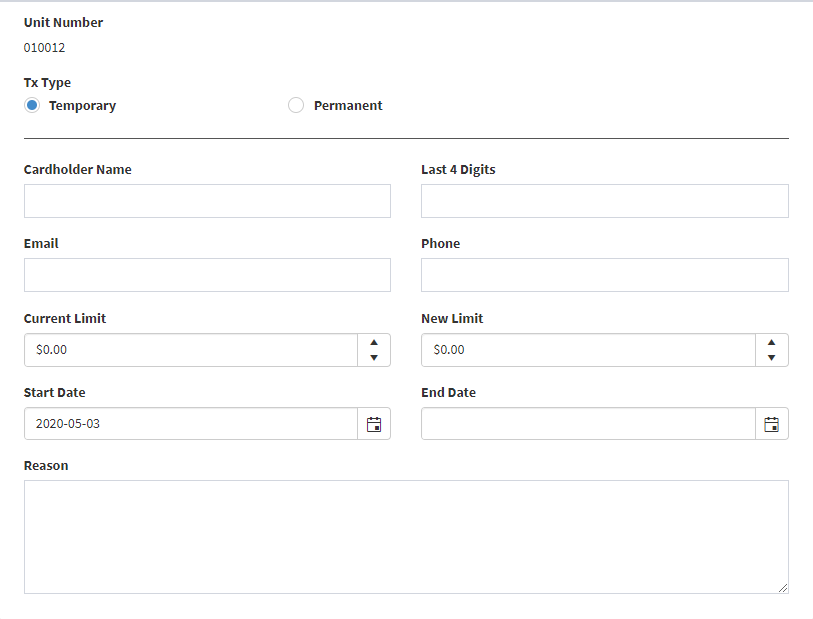 Unit Number
010012
Tx Type
Temporary Permanent
Cardholder Name Last 4 Digits
Email Phone
Current Limit New Limit
$0.00 $0.00
Start Date End Date
2020-05-03
Reason